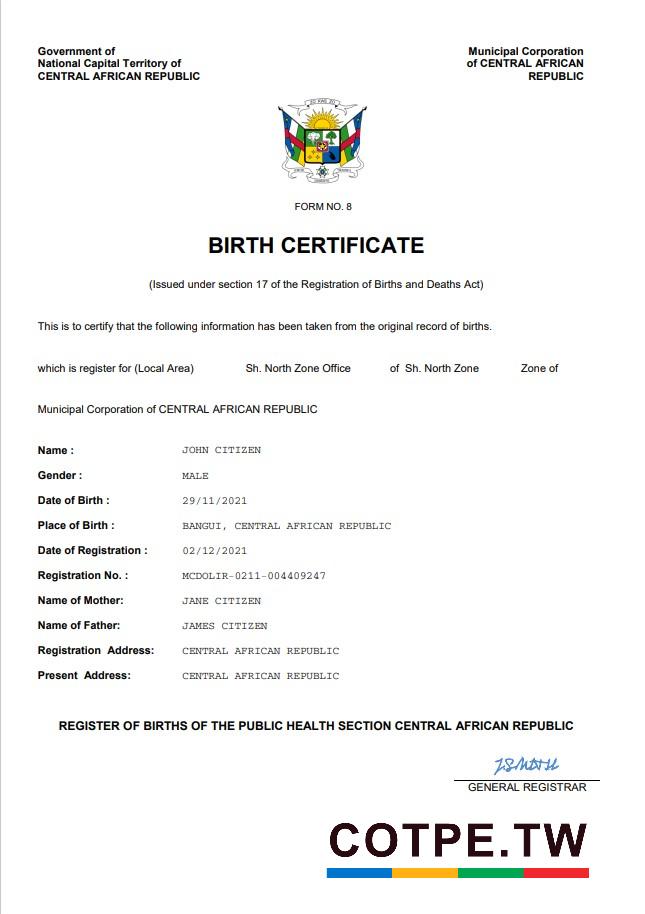 Government of
National Capital Territory of
CENTRAL AFRICAN REPUBLIC
Municipal Corporation
of CENTRAL AFRICAN
REPUBLIC
ZO KWE ZO
FORM NO. 8
BIRTH CERTIFICATE
(Issued under section 17 of the Registration of Births and Deaths Act)
This is to certify that the following information has been taken from the original record of births.
which is register for (Local Area) Sh. North Zone Office of Sh. North Zone Zone of
Municipal Corporation of CENTRAL AFRICAN REPUBLIC
Name : JOHN CITIZEN
Gender : MALE
Date of Birth : 29/11/2021
Place of Birth : BANGUI, CENTRAL AFRICAN REPUBLIC
Date of Registration : 02/12/2021
Registration No. : MCDOLIR-0211-004409247
Name of Mother: JANE CITIZEN
Name of Father: JAMES CITIZEN
Registration Address: CENTRAL AFRICAN REPUBLIC
Present Address: CENTRAL AFRICAN REPUBLIC
REGISTER OF BIRTHS OF THE PUBLIC HEALTH SECTION CENTRAL AFRICAN REPUBLIC
GENERAL REGISTRAR
COTPE.TW